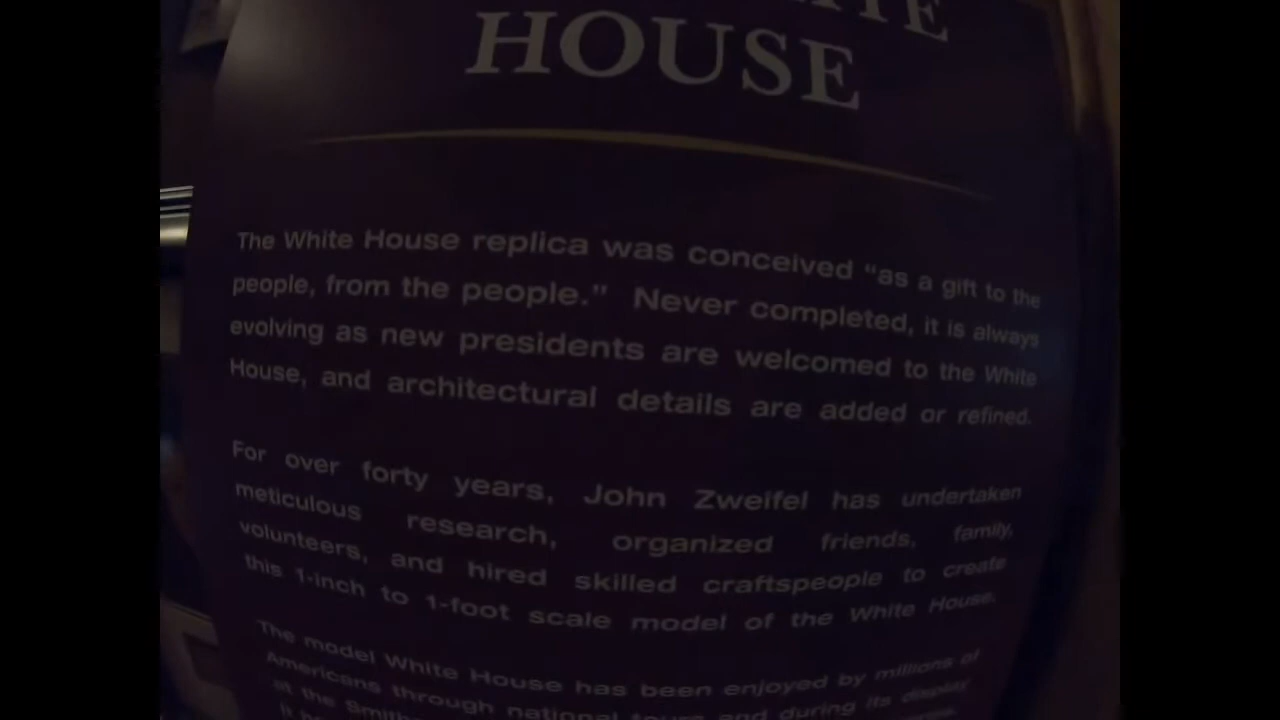 HOUSE
The White House replica was conceived “as a gift to the
people, from the people.” Never completed, it is always
evolving as new presidents are welcomed to the White
House, and architectural details are added or refined.
For over forty years, John Zweifel has undertaken
meticulous research, organized friends, family,
volunteers, and hired skilled craftspeople to create
this 1-inch to 1-foot scale model of the White House.
The model White House has been enjoyed by millions of
Americans through national tours and during its display
at the